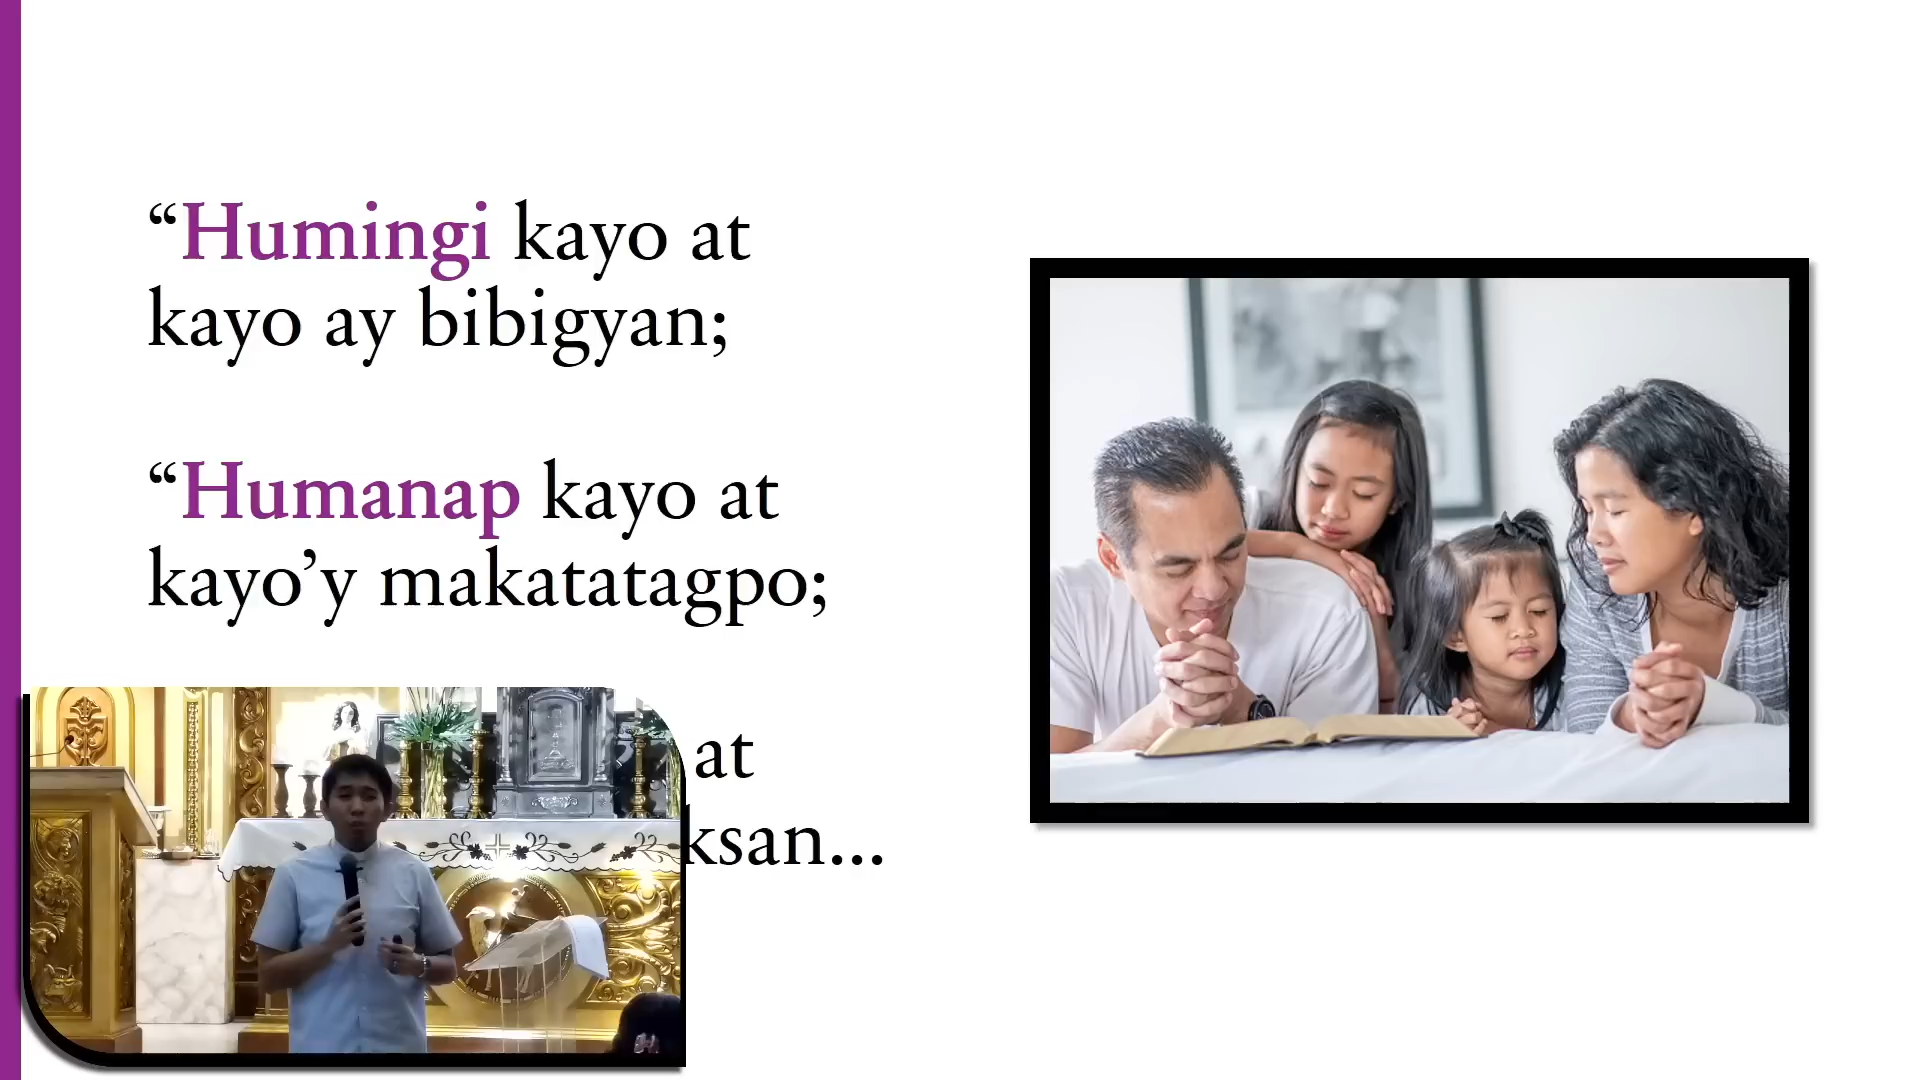 “Humingi kayo at
kayo ay bibigyan;
“Humanap kayo at
kayo’y makatatagpo;
at
ksan...